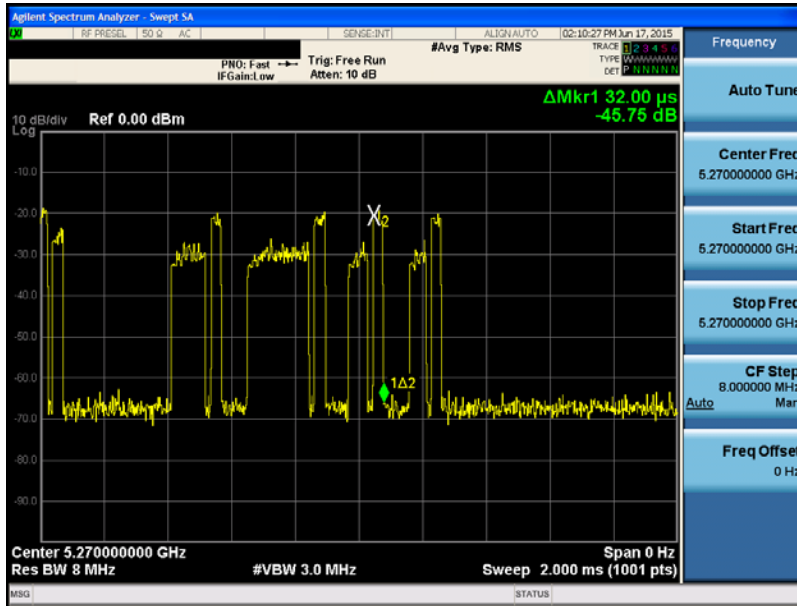 Agilent Spectrum Analyzer - Swept SA
LXI RF PRESEL 50 Ω AC SENSE:INT ALIGN AUTO 02:10:27 PM Jun 17, 2015
#Avg Type: RMS TRACE 1 2 3 4 5 6
PNO: Fast Trig: Free Run TYPE
IFGain:Low Atten: 10 dB DET P N N N N N
ΔMkr1 32.00 µs
-45.75 dB
10 dB/div Ref 0.00 dBm
Log
-10.0
-20.0
-30.0
-40.0
-50.0
-60.0
-70.0
-80.0
-90.0
X2
1Δ2
Center 5.270000000 GHz Span 0 Hz
Res BW 8 MHz #VBW 3.0 MHz Sweep 2.000 ms (1001 pts)
MSG STATUS
Frequency
Auto Tune
Center Freq
5.270000000 GHz
Start Freq
5.270000000 GHz
Stop Freq
5.270000000 GHz
CF Step
8.000000 MHz
Auto Man
Freq Offset
0 Hz